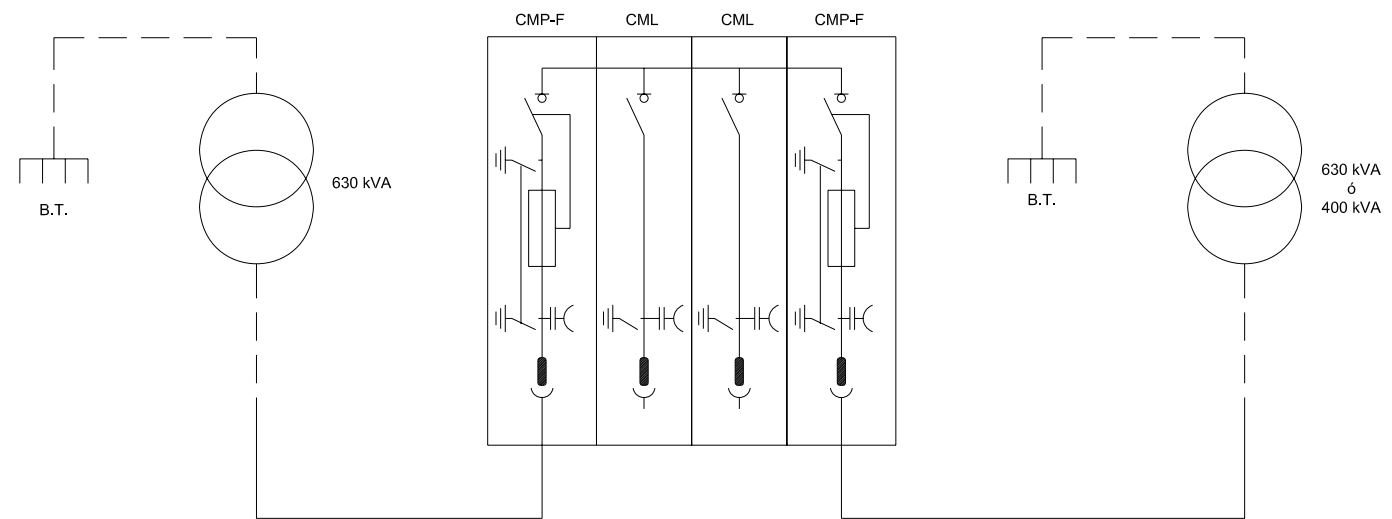 CMP-F CML CML CMP-F
630 kVA
B.T.
630 kVA
ó
400 kVA
B.T.